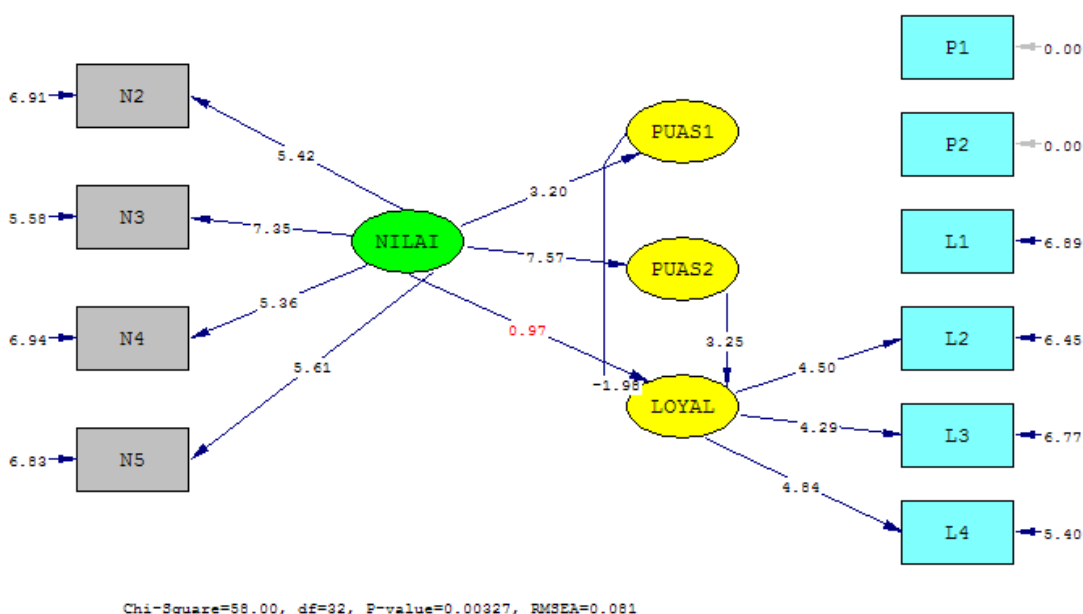 P1
0.00
6.91
N2
PUAS1
P2
0.00
5.42
3.20
5.58
N3
7.35
NILAI
L1
6.89
7.57
PUAS2
5.36
6.94
N4
0.97
3.25
L2
6.45
5.61
4.50
-1.98
LOYAL
4.29
L3
6.77
6.83
N5
4.84
L4
5.40
Chi-Square=58.00, df=32, P-value=0.00327, RMSEA=0.081